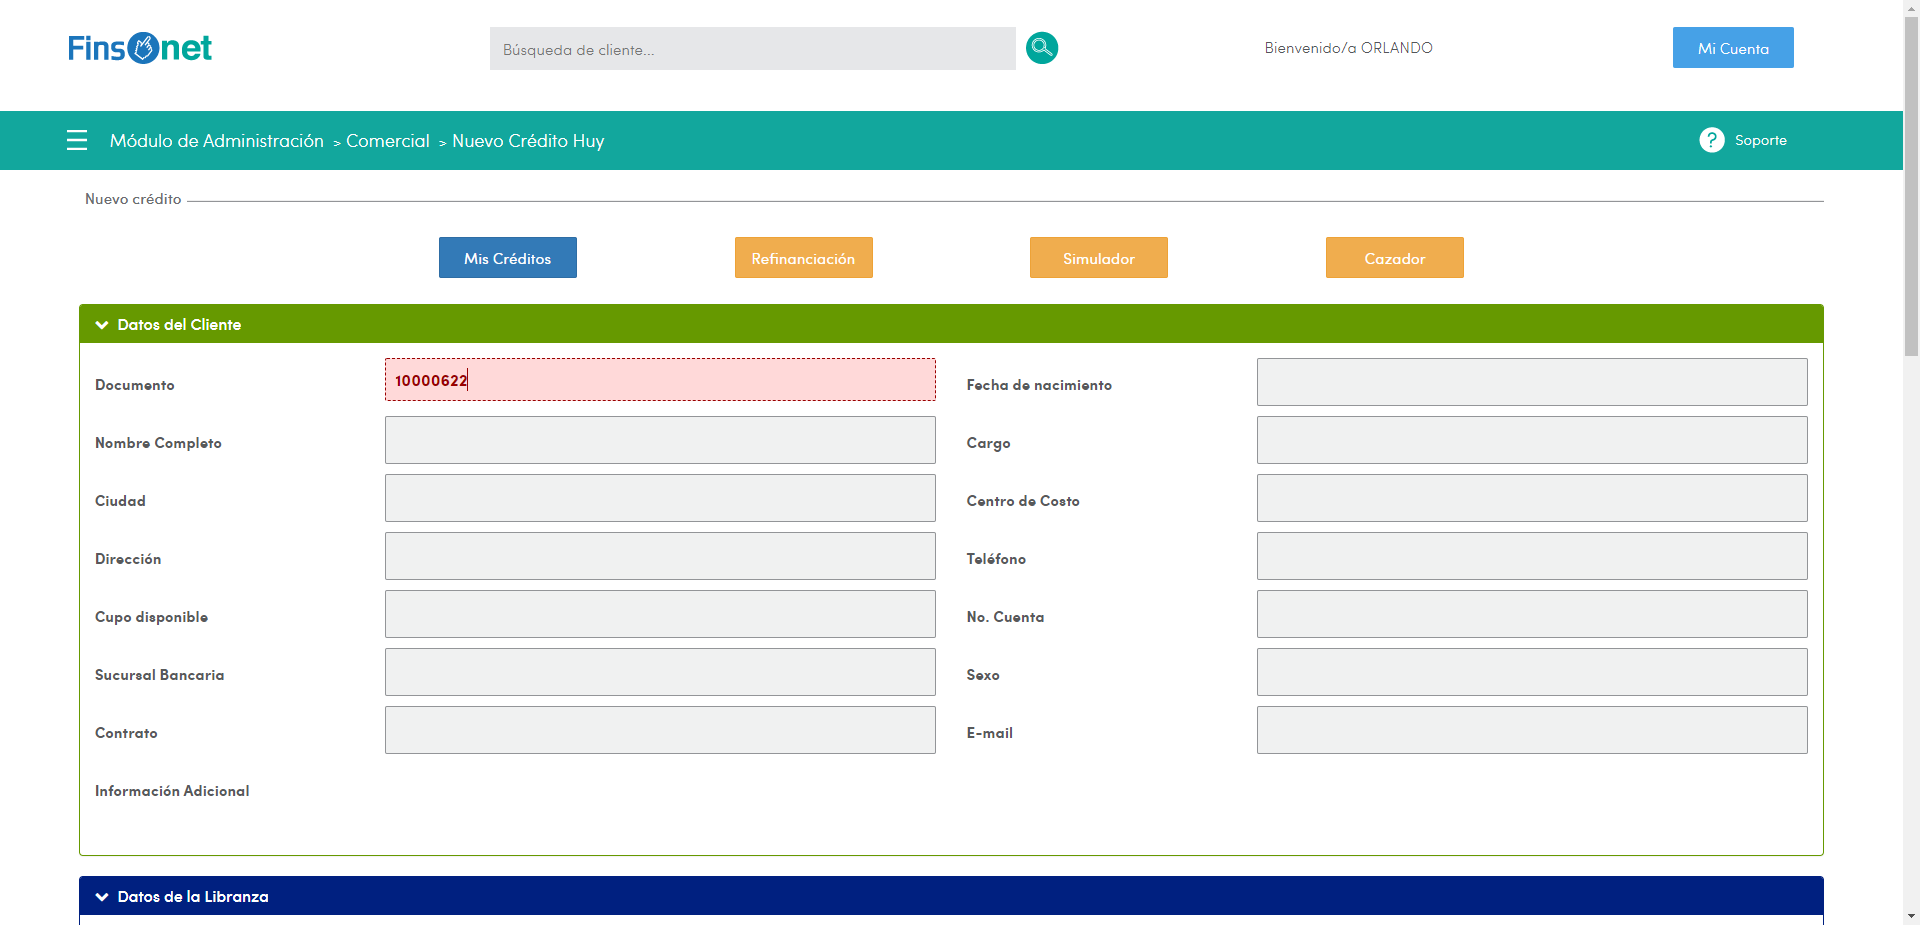 Finsonet
Búsqueda de cliente...
Bienvenido/a ORLANDO
Mi Cuenta
Módulo de Administración > Comercial > Nuevo Crédito Huy
? Soporte
Nuevo crédito
Mis Créditos
Refinanciación
Simulador
Cazador
Datos del Cliente
Documento 10000622
Fecha de nacimiento
Nombre Completo
Cargo
Ciudad
Centro de Costo
Dirección
Teléfono
Cupo disponible
No. Cuenta
Sucursal Bancaria
Sexo
Contrato
E-mail
Información Adicional
Datos de la Libranza